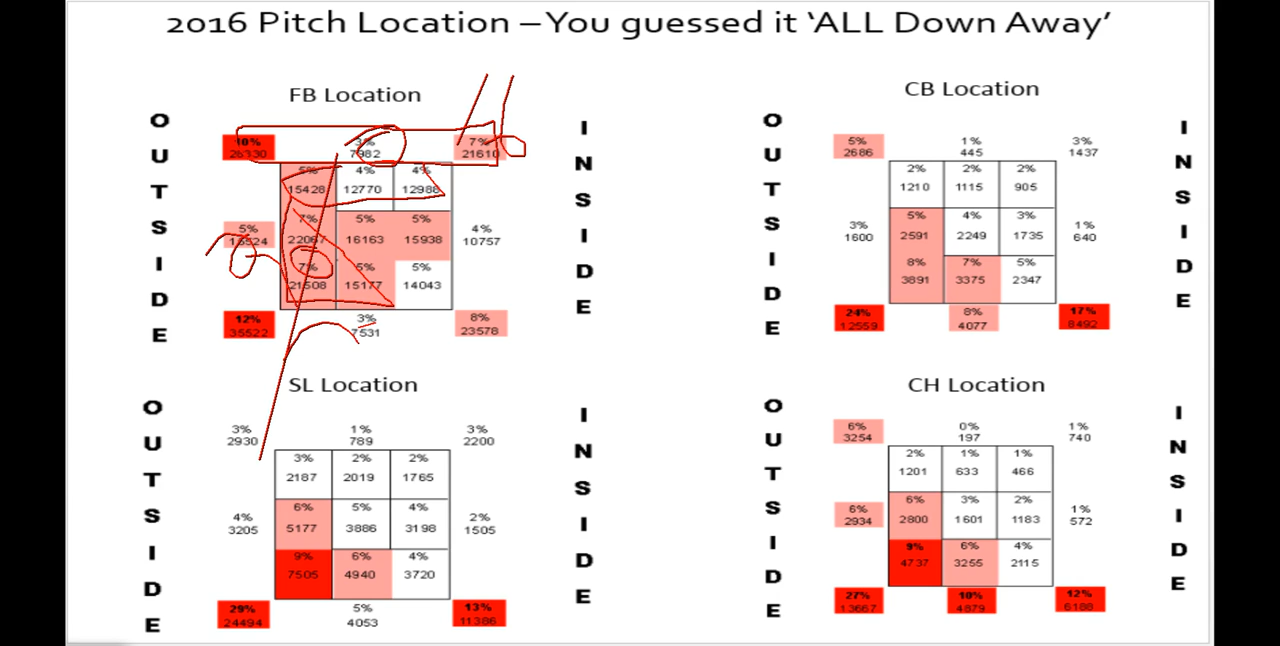 2016 Pitch Location – You guessed it 'ALL Down Away'
FB Location
OUTSIDE
10% 3% 7%
26330 7982 21610
5% 4% 4%
15428 12770 12988
5% 7% 5% 5% 4%
15524 22067 16163 15938 10757
7% 5% 5%
21508 15177 14043
12% 3% 8%
35522 7531 23578
INSIDE
CB Location
OUTSIDE
5% 1% 3%
2686 445 1437
2% 2% 2%
1210 1115 905
3% 5% 4% 3% 1%
1600 2591 2249 1735 640
8% 7% 5%
3891 3375 2347
24% 8% 17%
12559 4077 8492
INSIDE
SL Location
OUTSIDE
3% 1% 3%
2930 789 2200
3% 2% 2%
2187 2019 1765
4% 6% 5% 4% 2%
3205 5177 3886 3198 1505
9% 6% 4%
7505 4940 3720
29% 5% 13%
24494 4053 11386
INSIDE
CH Location
OUTSIDE
6% 0% 1%
3254 197 740
2% 1% 1%
1201 633 466
6% 6% 3% 2% 1%
2934 2800 1601 1183 572
9% 6% 4%
4737 3255 2115
27% 10% 12%
13667 4879 6188
INSIDE